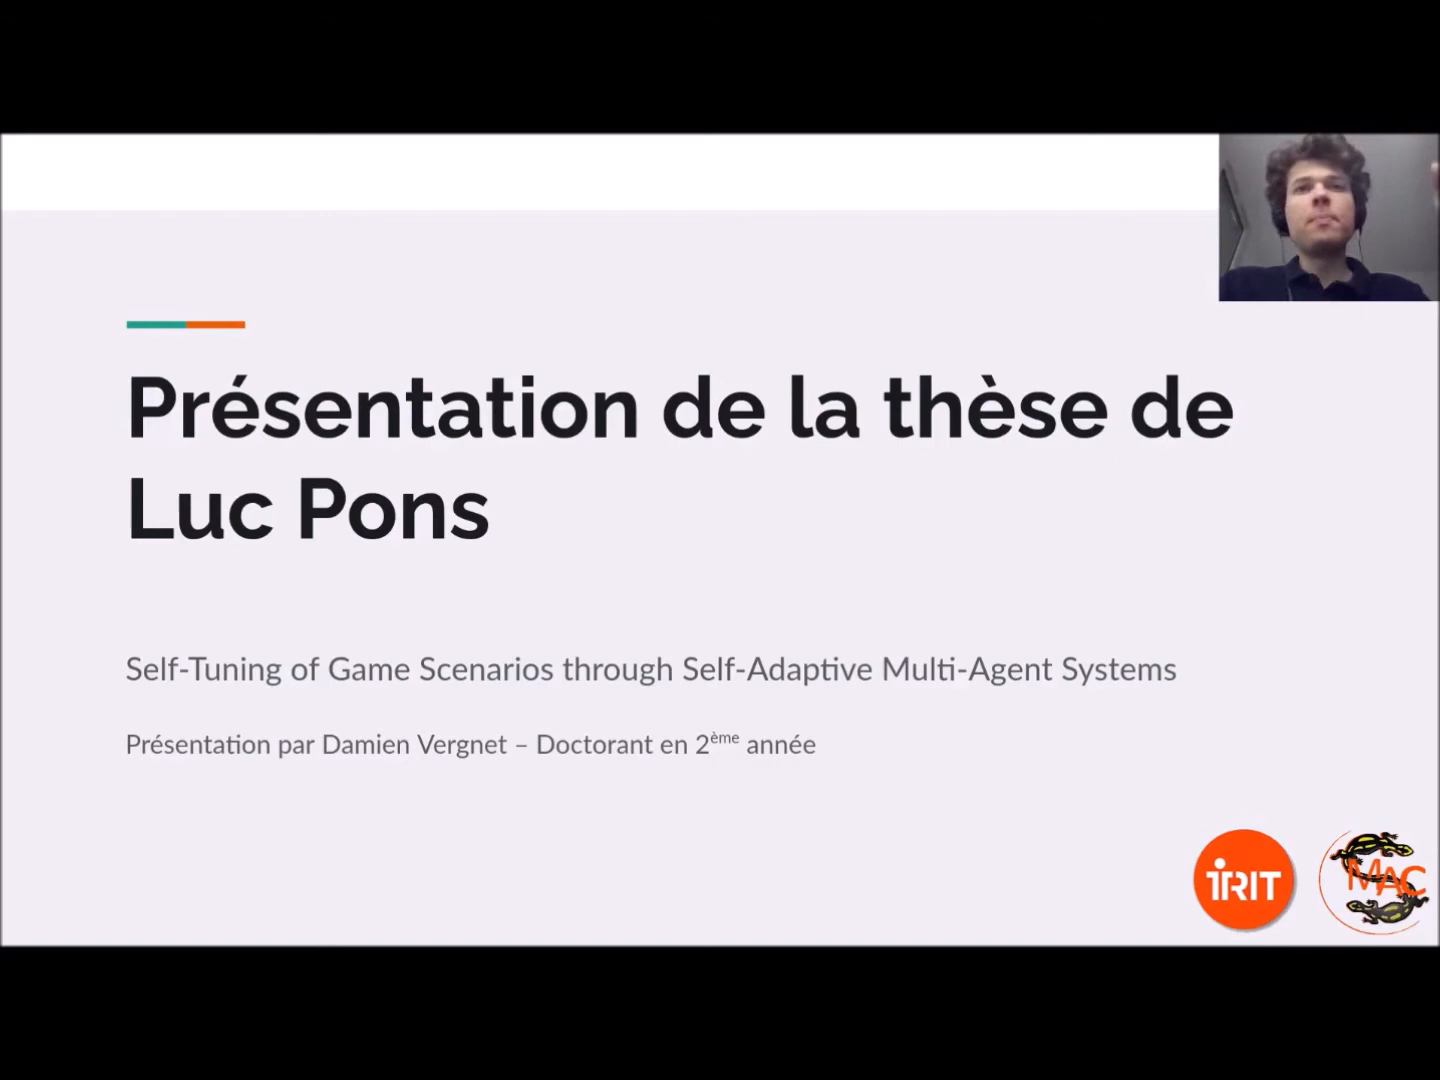 Présentation de la thèse de
Luc Pons
Self-Tuning of Game Scenarios through Self-Adaptive Multi-Agent Systems
Présentation par Damien Vergnet – Doctorant en 2ème année
IRIT
SMAC